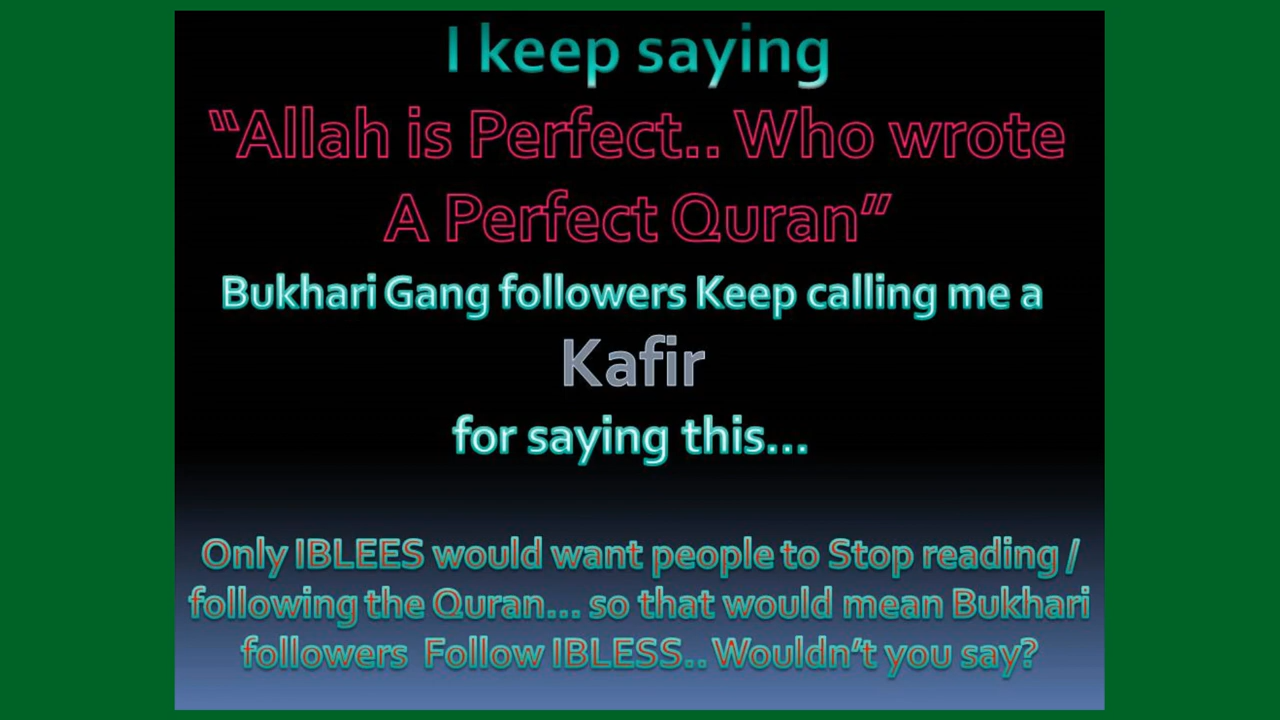 I keep saying
“Allah is Perfect.. Who wrote
A Perfect Quran”
Bukhari Gang followers Keep calling me a
Kafir
for saying this...
Only IBLEES would want people to Stop reading /
following the Quran... so that would mean Bukhari
followers Follow IBLESS.. Wouldn’t you say?